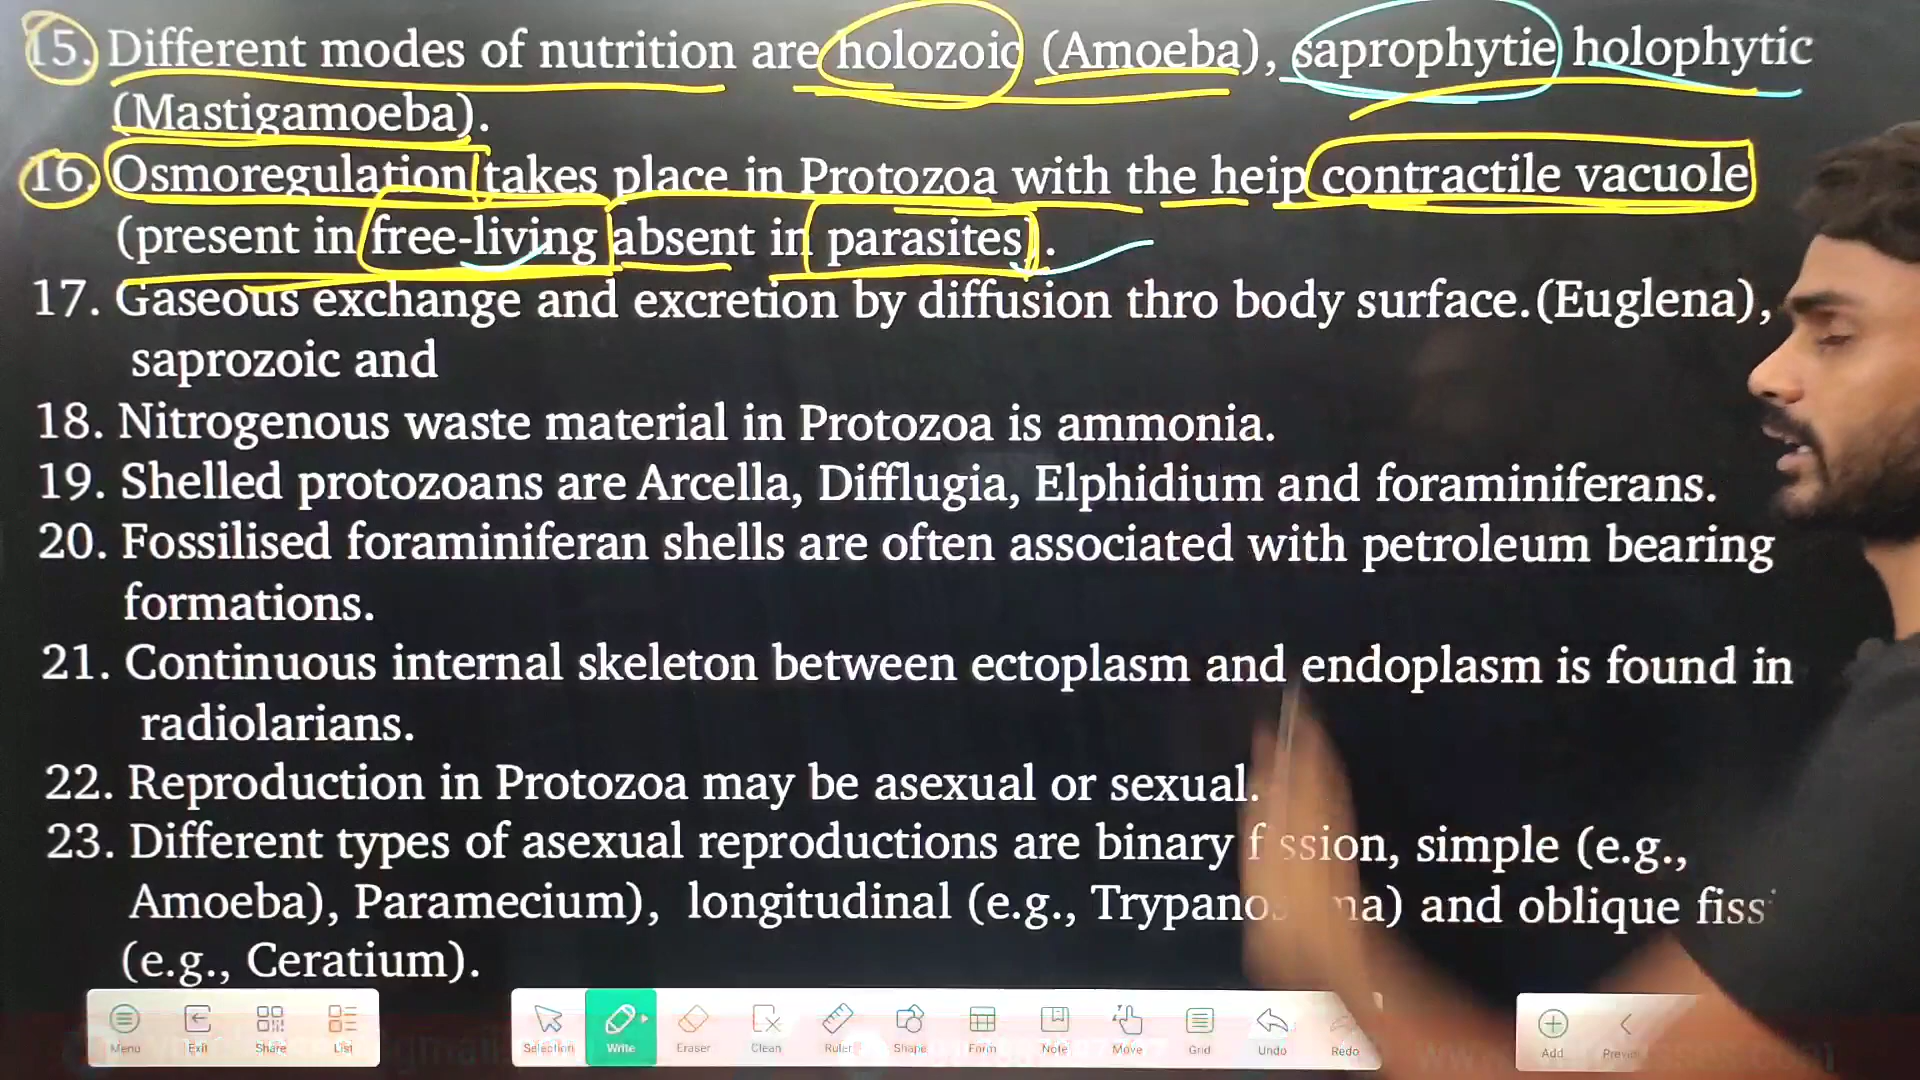 15. Different modes of nutrition are holozoic (Amoeba), saprophytie holophytic
(Mastigamoeba).
16. Osmoregulation takes place in Protozoa with the heip contractile vacuole
(present in free-living absent in parasites).
17. Gaseous exchange and excretion by diffusion thro body surface.(Euglena),
saprozoic and
18. Nitrogenous waste material in Protozoa is ammonia.
19. Shelled protozoans are Arcella, Difflugia, Elphidium and foraminiferans.
20. Fossilised foraminiferan shells are often associated with petroleum bearing
formations.
21. Continuous internal skeleton between ectoplasm and endoplasm is found in
radiolarians.
22. Reproduction in Protozoa may be asexual or sexual.
23. Different types of asexual reproductions are binary f ssion, simple (e.g.,
Amoeba), Paramecium), longitudinal (e.g., and oblique
(e.g., Ceratium).
Menu Exit Share List Selection Write Eraser Clean Ruler Shape Form Note Move Grid Undo Redo Add